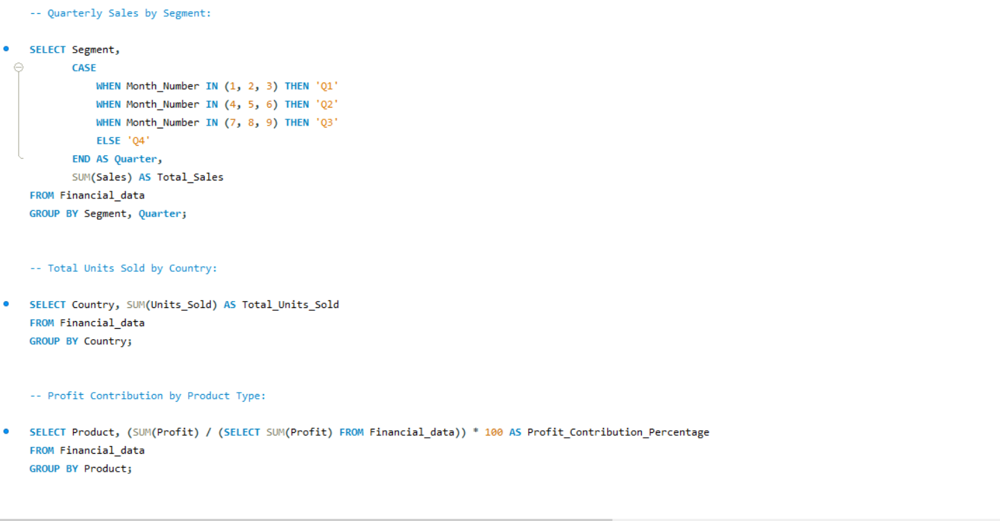 -- Quarterly Sales by Segment:
SELECT Segment,
CASE
WHEN Month_Number IN (1, 2, 3) THEN 'Q1'
WHEN Month_Number IN (4, 5, 6) THEN 'Q2'
WHEN Month_Number IN (7, 8, 9) THEN 'Q3'
ELSE 'Q4'
END AS Quarter,
SUM(Sales) AS Total_Sales
FROM Financial_data
GROUP BY Segment, Quarter;
-- Total Units Sold by Country:
SELECT Country, SUM(Units_Sold) AS Total_Units_Sold
FROM Financial_data
GROUP BY Country;
-- Profit Contribution by Product Type:
SELECT Product, (SUM(Profit) / (SELECT SUM(Profit) FROM Financial_data)) * 100 AS Profit_Contribution_Percentage
FROM Financial_data
GROUP BY Product;